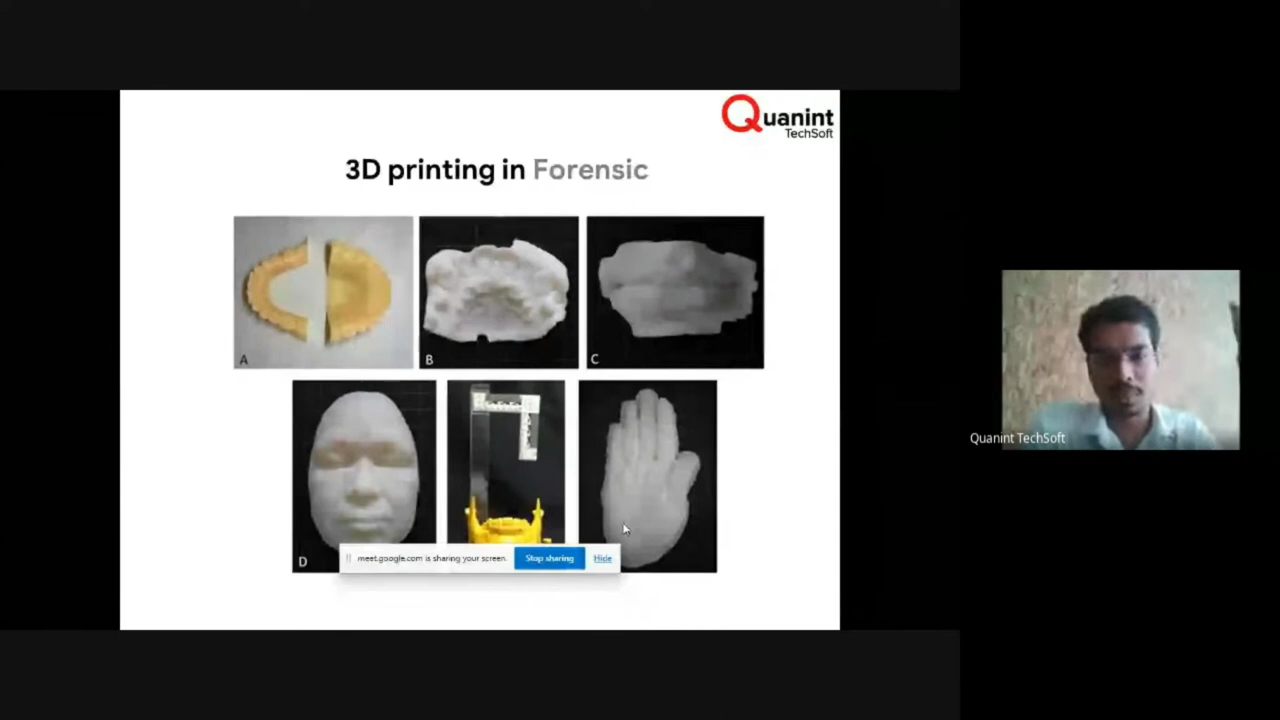 Quanint
TechSoft
3D printing in Forensic
A
B
C
D
meet.google.com is sharing your screen.
Stop sharing
Hide
Quanint TechSoft